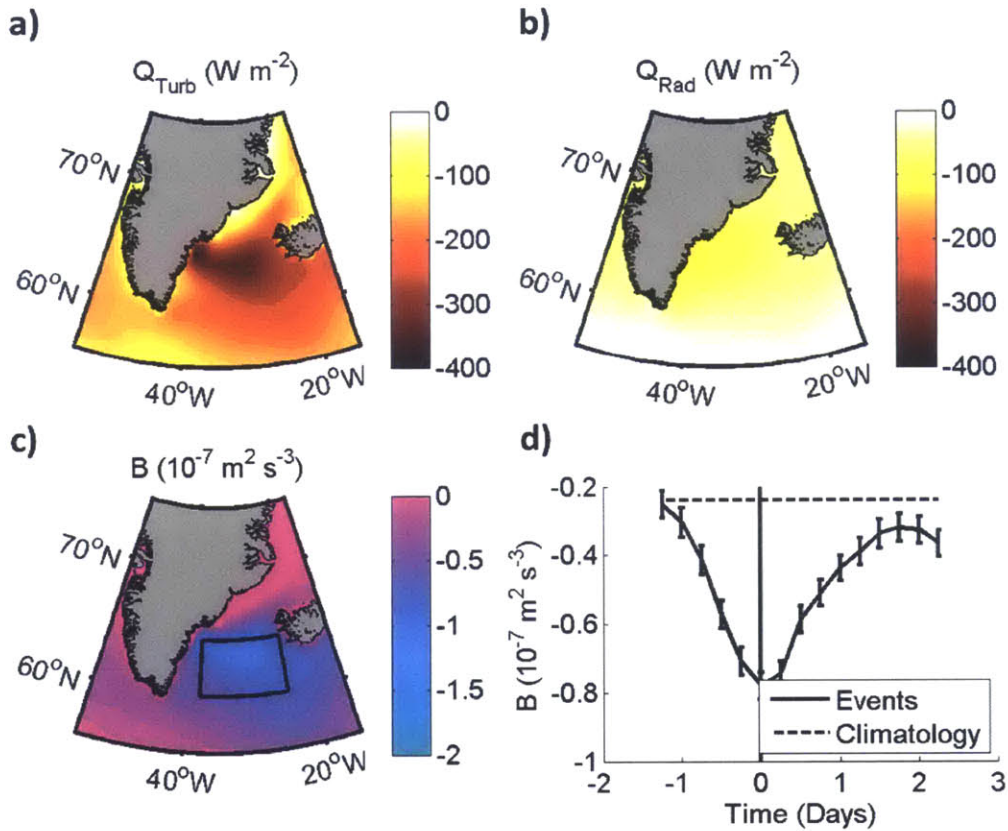 a)
Q_Turb (W m⁻²)
70°N
60°N
40°W
20°W
0
-100
-200
-300
-400
b)
Q_Rad (W m⁻²)
70°N
60°N
40°W
20°W
0
-100
-200
-300
-400
c)
B (10⁻⁷ m² s⁻³)
70°N
60°N
40°W
20°W
0
-0.5
-1
-1.5
-2
d)
B (10⁻⁷ m² s⁻³)
-0.2
-0.4
-0.6
-0.8
-1
Events
Climatology
-2 -1 0 1 2 3
Time (Days)